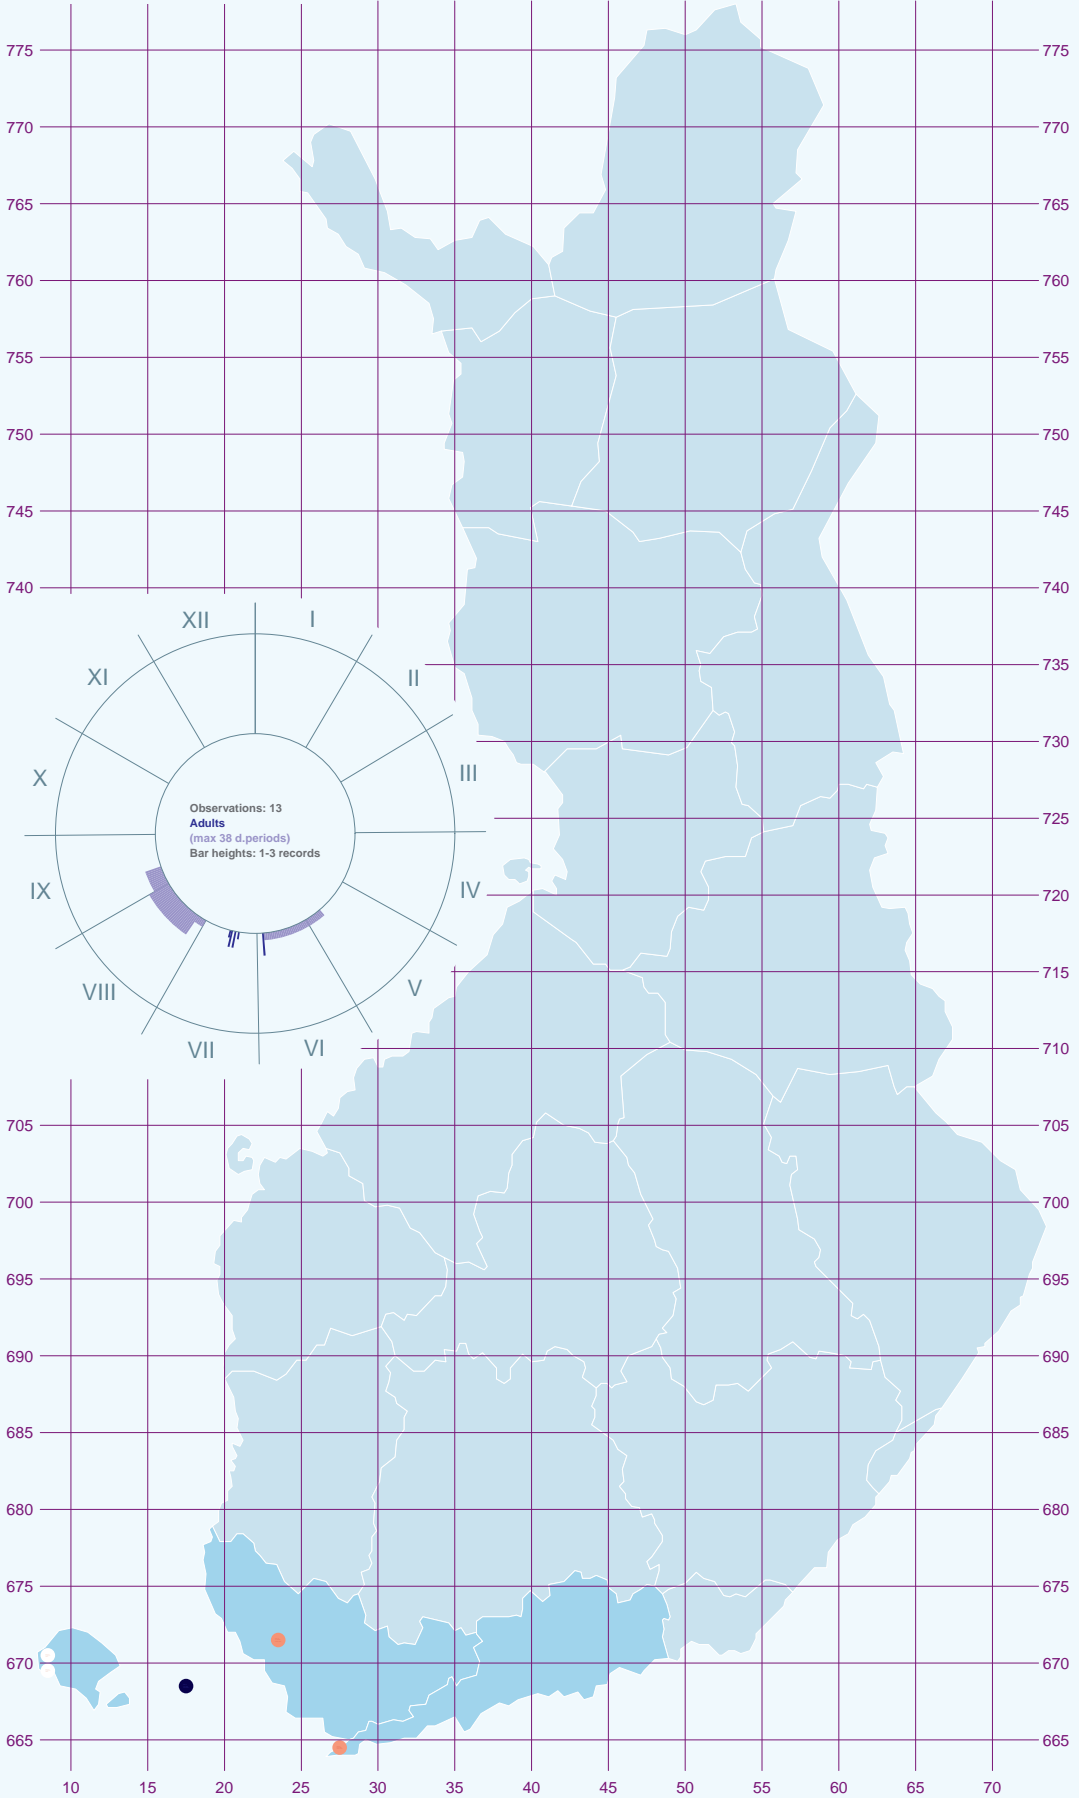 775 775
770 770
765 765
760 760
755 755
750 750
745 745
740 740
XII I
XI II
735
730
X III
725
Observations: 13
Adults
(max 38 d.periods)
Bar heights: 1-3 records
IX IV
720
715
VIII V
VII VI
710
705 705
700 700
695 695
690 690
685 685
680 680
675 675
670 670
665 665
10 15 20 25 30 35 40 45 50 55 60 65 70